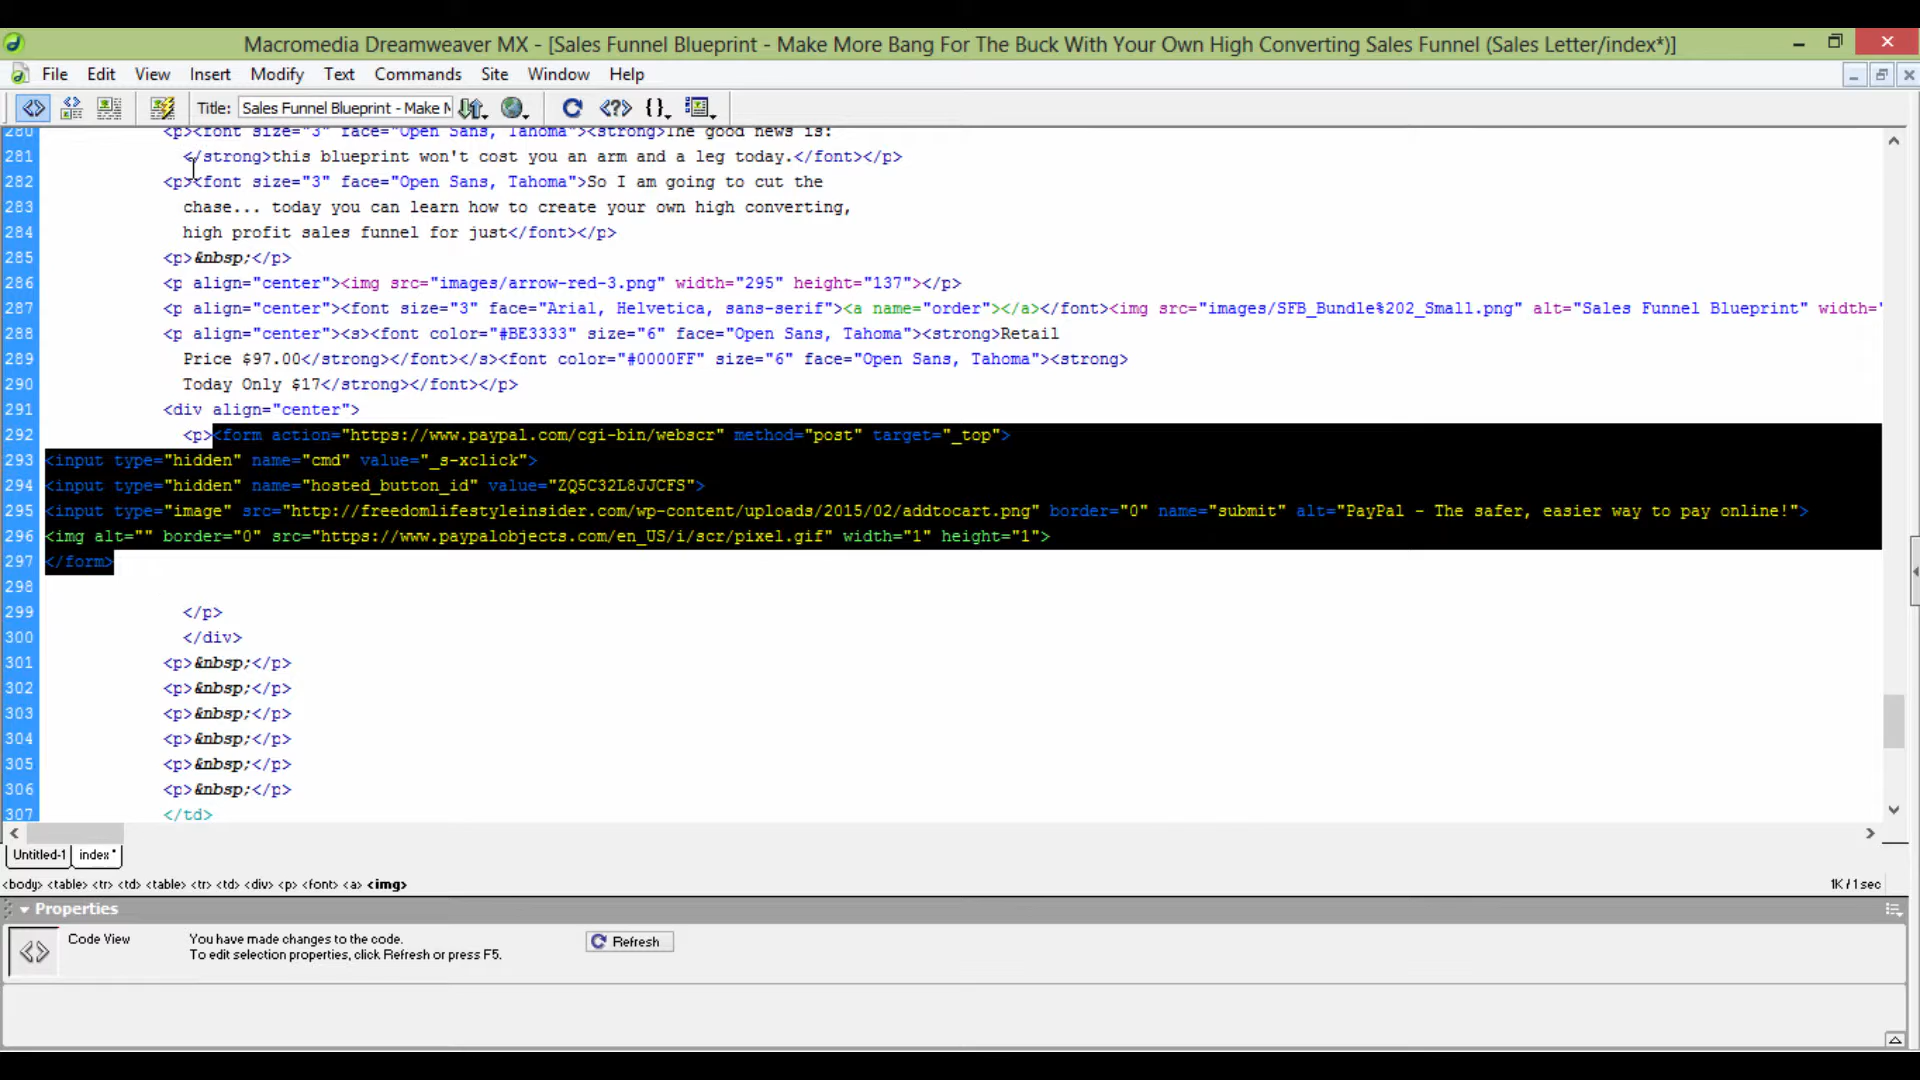 Macromedia Dreamweaver MX - [Sales Funnel Blueprint - Make More Bang For The Buck With Your Own High Converting Sales Funnel (Sales Letter/index*)]
File Edit View Insert Modify Text Commands Site Window Help
Title: Sales Funnel Blueprint - Make M
280 <p><font size="3" face="Open Sans, Tahoma"><strong>The good news is:
281 </strong>this blueprint won't cost you an arm and a leg today.</font></p>
282 <p><font size="3" face="Open Sans, Tahoma">So I am going to cut the
283 chase... today you can learn how to create your own high converting,
284 high profit sales funnel for just</font></p>
285 <p>&nbsp;</p>
286 <p align="center"><img src="images/arrow-red-3.png" width="295" height="137"></p>
287 <p align="center"><font size="3" face="Arial, Helvetica, sans-serif"><a name="order"></a></font><img src="images/SFB_Bundle%202_Small.png" alt="Sales Funnel Blueprint" width="
288 <p align="center"><s><font color="#BE3333" size="6" face="Open Sans, Tahoma"><strong>Retail
289 Price $97.00</strong></font></s><font color="#0000FF" size="6" face="Open Sans, Tahoma"><strong>
290 Today Only $17</strong></font></p>
291 <div align="center">
292 <p><form action="https://www.paypal.com/cgi-bin/webscr" method="post" target="_top">
293 <input type="hidden" name="cmd" value="_s-xclick">
294 <input type="hidden" name="hosted_button_id" value="ZQ5C32L8JJCFS">
295 <input type="image" src="http://freedomlifestyleinsider.com/wp-content/uploads/2015/02/addtocart.png" border="0" name="submit" alt="PayPal - The safer, easier way to pay online!">
296 <img alt="" border="0" src="https://www.paypalobjects.com/en_US/i/scr/pixel.gif" width="1" height="1">
297 </form>
298
299 </p>
300 </div>
301 <p>&nbsp;</p>
302 <p>&nbsp;</p>
303 <p>&nbsp;</p>
304 <p>&nbsp;</p>
305 <p>&nbsp;</p>
306 <p>&nbsp;</p>
307 </td>
Untitled-1 index*
<body> <table> <tr> <td> <table> <tr> <td> <div> <p> <font> <a> <img>
1K / 1 sec
Properties
Code View
You have made changes to the code.
To edit selection properties, click Refresh or press F5.
Refresh